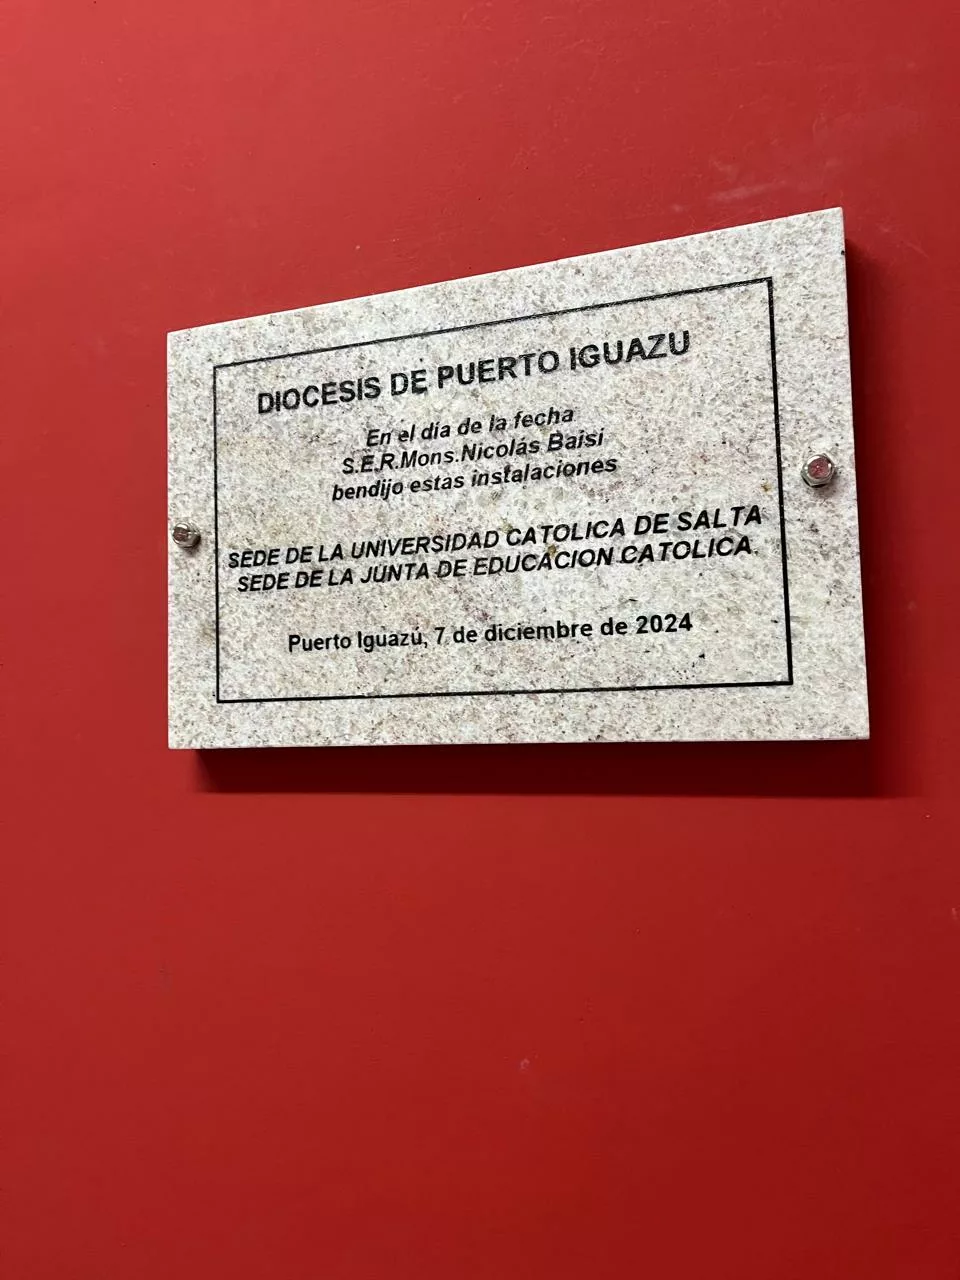 DIOCESIS DE PUERTO IGUAZU
En el día de la fecha
S.E.R.Mons.Nicolás Baisi
bendijo estas instalaciones
SEDE DE LA UNIVERSIDAD CATOLICA DE SALTA
SEDE DE LA JUNTA DE EDUCACION CATOLICA.
Puerto Iguazú, 7 de diciembre de 2024